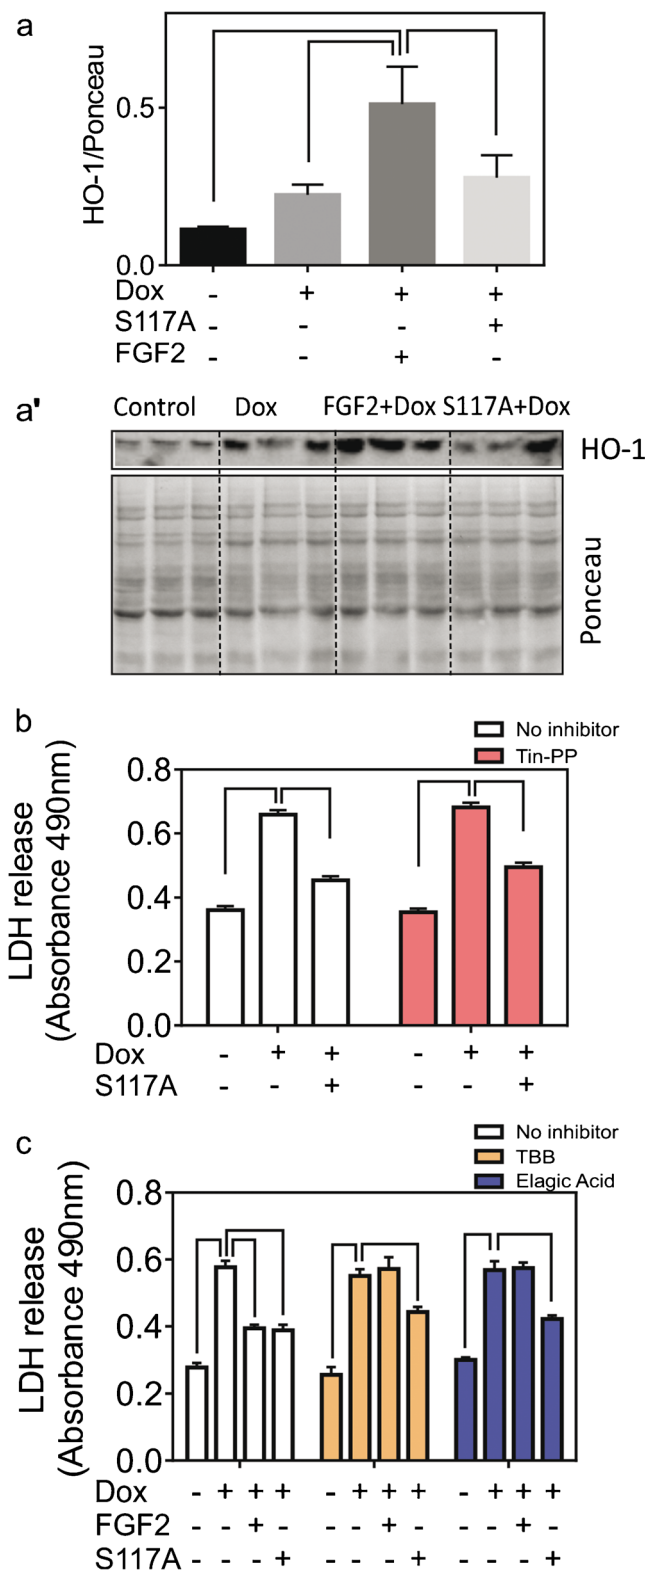 a
HO-1/Ponceau
0.5
0.0
Dox - + + +
S117A - - - +
FGF2 - - + -
a'
Control Dox FGF2+Dox S117A+Dox
HO-1
Ponceau
b
No inhibitor
Tin-PP
LDH release
(Absorbance 490nm)
0.8
0.6
0.4
0.2
0.0
Dox - + + - + +
S117A - - + - - +
c
No inhibitor
TBB
Elagic Acid
LDH release
(Absorbance 490nm)
0.8
0.6
0.4
0.2
0.0
Dox - + + + - + + + - + + +
FGF2 - - + - - - + - - - + -
S117A - - - + - - - + - - - +